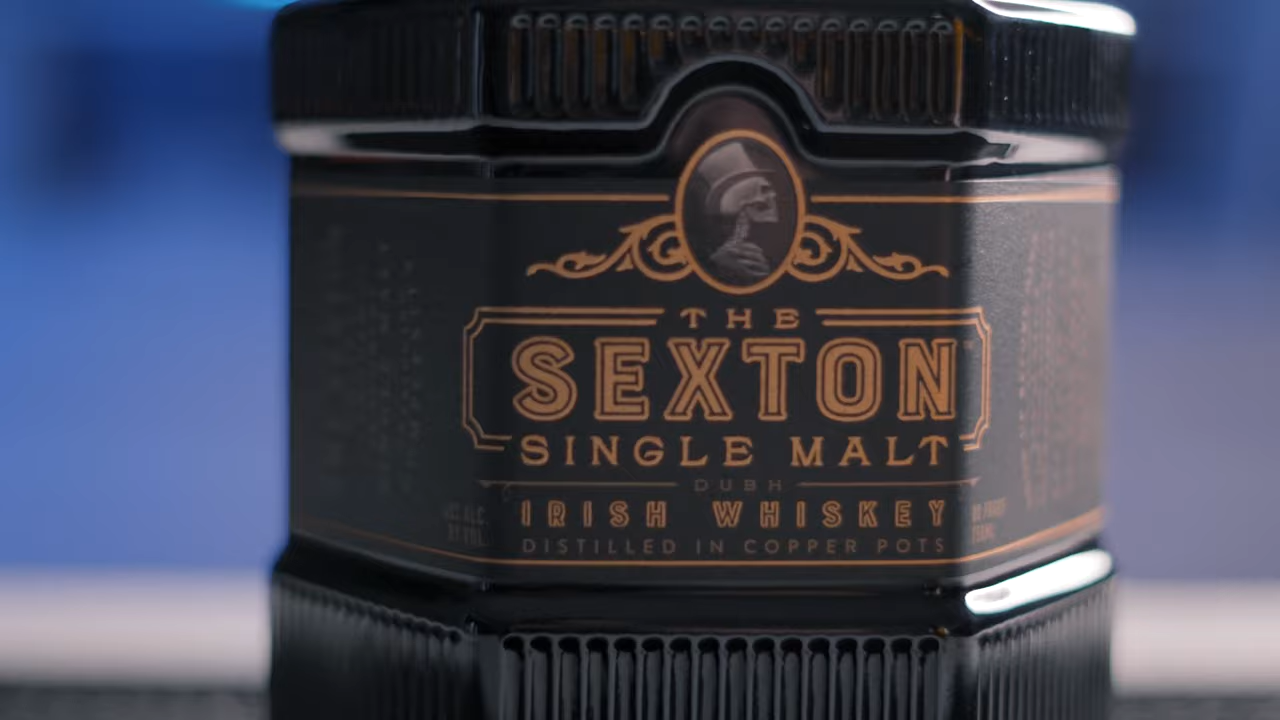 THE
SEXTON
SINGLE MALT
DUBH
IRISH WHISKEY
DISTILLED IN COPPER POTS